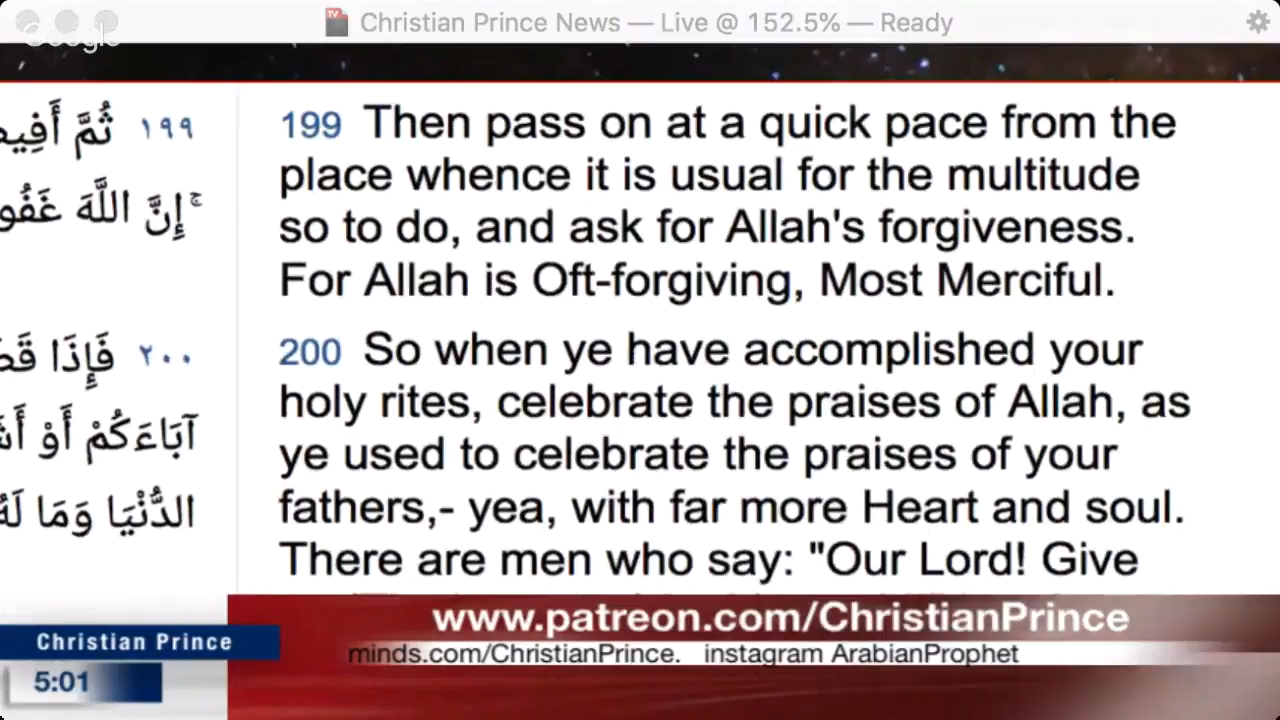 Christian Prince News — Live @ 152.5% — Ready
Google
199 Then pass on at a quick pace from the
place whence it is usual for the multitude
so to do, and ask for Allah's forgiveness.
For Allah is Oft-forgiving, Most Merciful.
١٩٩ ثُمَّ
ۚ إِنَّ اللَّهَ
200 So when ye have accomplished your
holy rites, celebrate the praises of Allah, as
ye used to celebrate the praises of your
fathers,- yea, with far more Heart and soul.
There are men who say: "Our Lord! Give
٢٠٠ فَإِذَا
آبَاءَكُمْ أَوْ
الدُّنْيَا وَمَا
www.patreon.com/ChristianPrince
Christian Prince
minds.com/ChristianPrince. instagram ArabianProphet
5:01